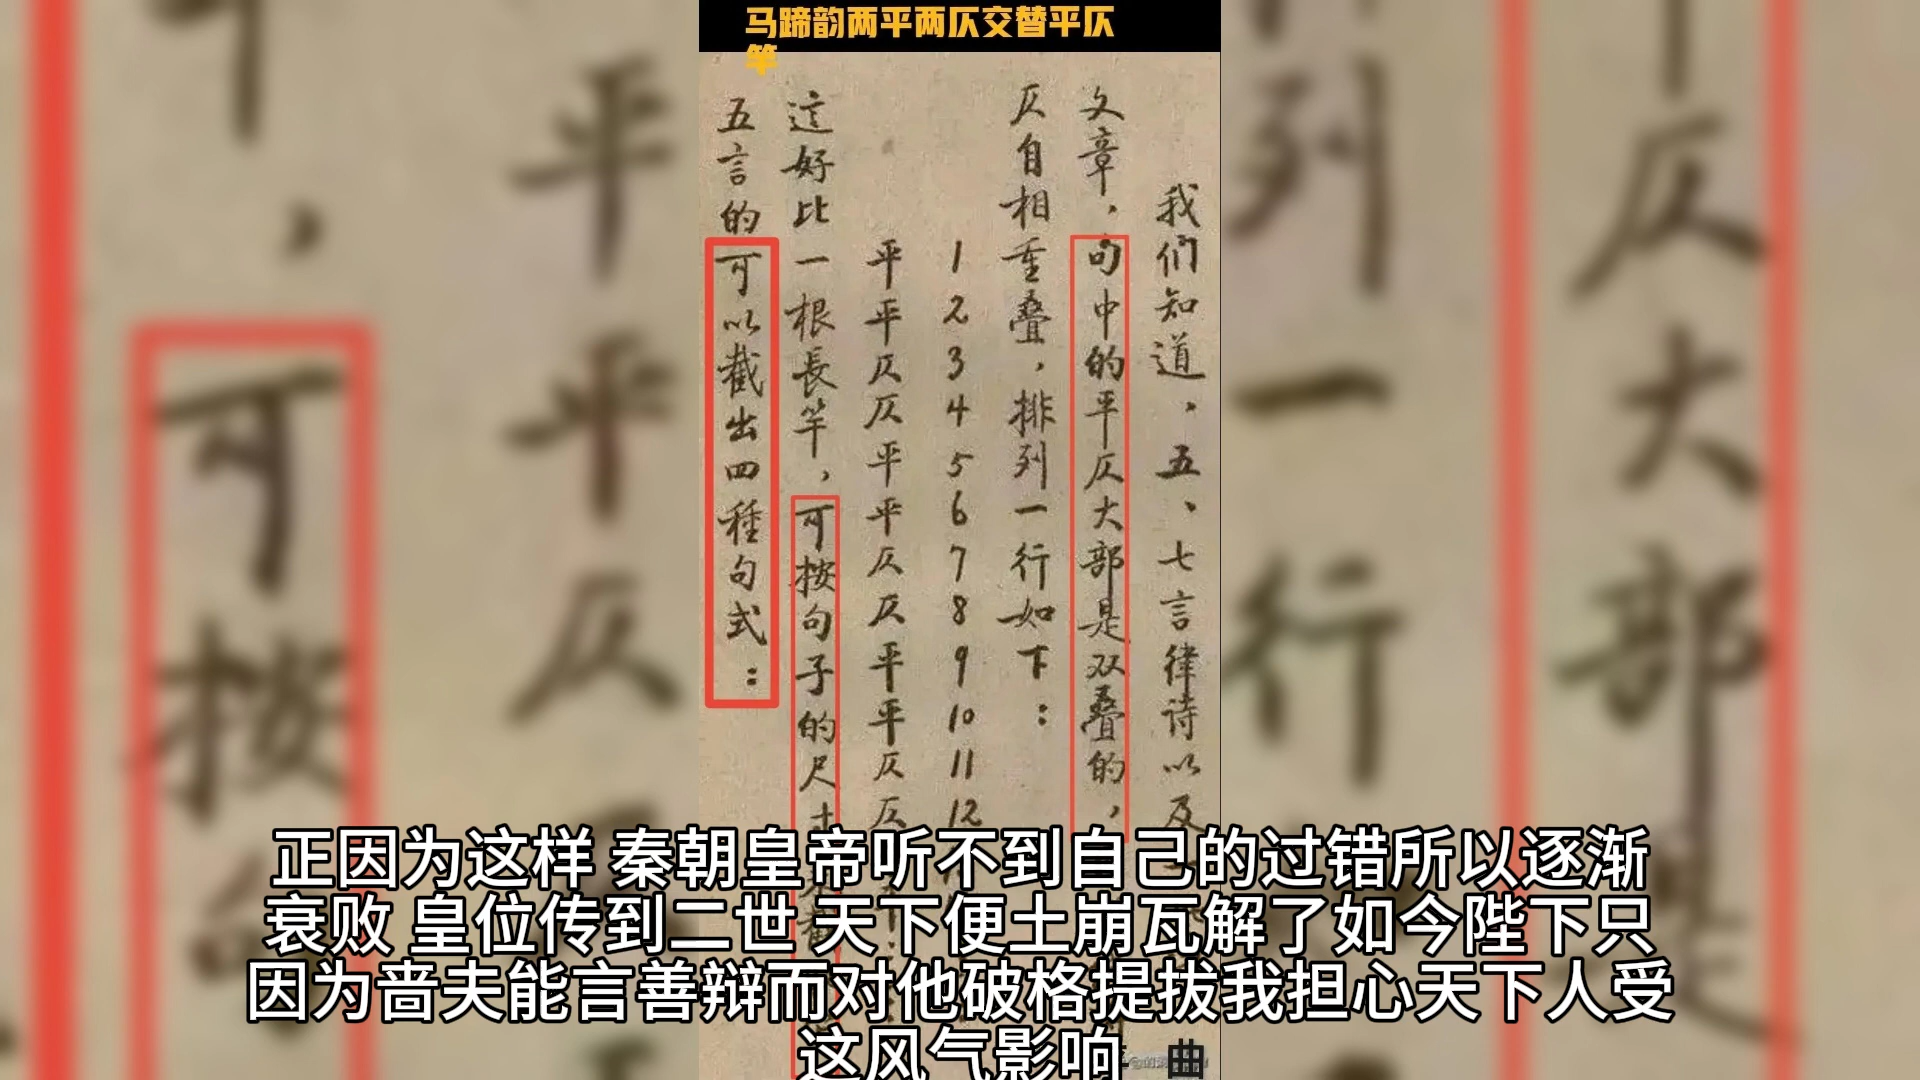 马蹄韵两平两仄交替平仄
竿
我们知道，五、七言律诗以及
文章，句中的平仄大部是双叠的，
仄自相重叠，排列一行如下：
1 2 3 4 5 6 7 8 9 10 11 12
平平仄仄平平仄仄平平仄仄
这好比一根長竿，可按句子的尺
五言的可以截出四種句式：
正因为这样 秦朝皇帝听不到自己的过错所以逐渐
衰败 皇位传到二世 天下便土崩瓦解了如今陛下只
因为啬夫能言善辩而对他破格提拔我担心天下人受
这风气影响
曲